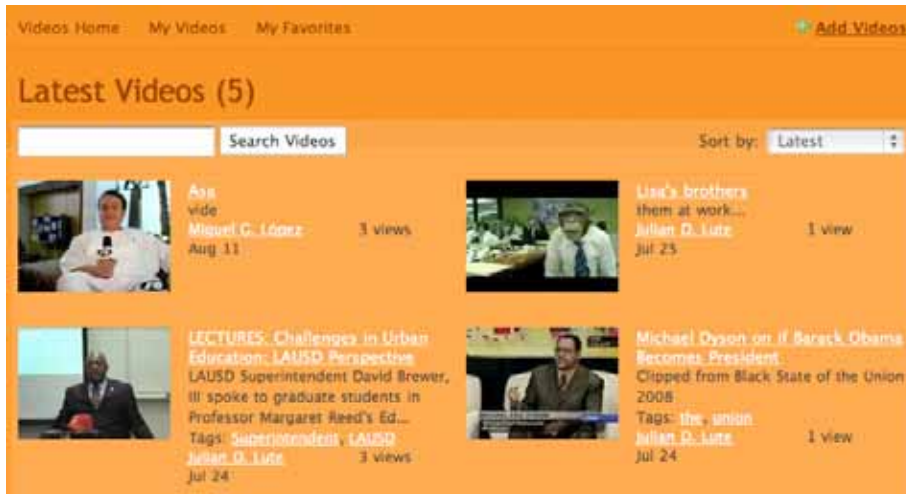 Videos Home My Videos My Favorites Add Videos
Latest Videos (5)
Search Videos Sort by: Latest
Asa
vide
Miguel G. López 3 views
Aug 11
Lisa's brothers
them at work...
Julian D. Lute 1 view
Jul 25
LECTURES: Challenges in Urban
Education: LAUSD Perspective
LAUSD Superintendent David Brewer,
III spoke to graduate students in
Professor Margaret Reed's Ed...
Tags: Superintendent, LAUSD
Julian D. Lute 3 views
Jul 24
Michael Dyson on if Barack Obama
Becomes President
Clipped from Black State of the Union
2008
Tags: the, union
Julian D. Lute 1 view
Jul 24